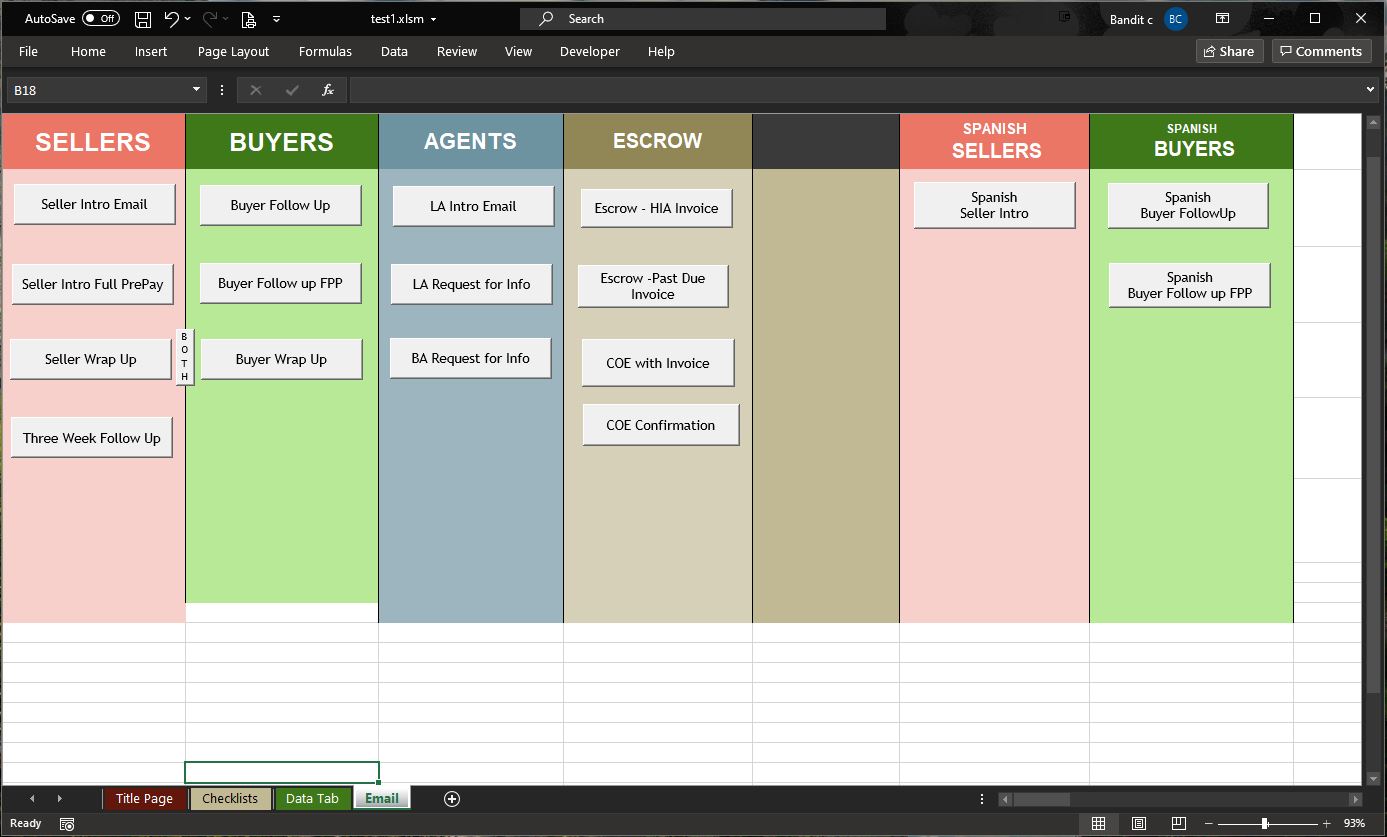 AutoSave Off test1.xlsm Search Bandit c BC
File Home Insert Page Layout Formulas Data Review View Developer Help Share Comments
B18 fx
SELLERS BUYERS AGENTS ESCROW SPANISH SELLERS SPANISH BUYERS
Seller Intro Email
Seller Intro Full PrePay
Seller Wrap Up
Three Week Follow Up
B
O
T
H
Buyer Follow Up
Buyer Follow up FPP
Buyer Wrap Up
LA Intro Email
LA Request for Info
BA Request for Info
Escrow - HIA Invoice
Escrow -Past Due
Invoice
COE with Invoice
COE Confirmation
Spanish
Seller Intro
Spanish
Buyer FollowUp
Spanish
Buyer Follow up FPP
Title Page Checklists Data Tab Email
Ready 93%